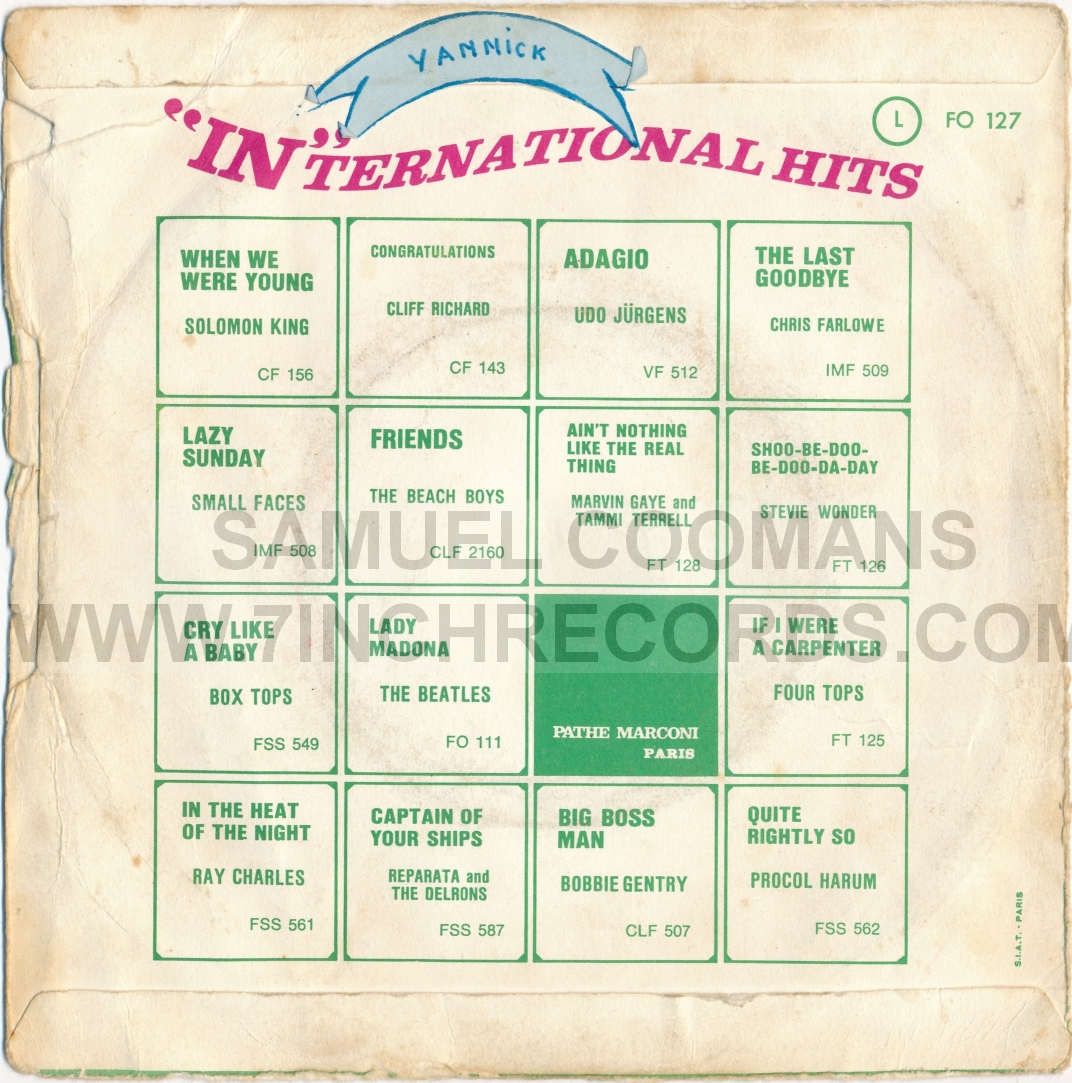 YANNiCK
"IN"TERNATIONAL HITS
L FO 127
WHEN WE
WERE YOUNG
SOLOMON KING
CF 156
CONGRATULATIONS
CLIFF RICHARD
CF 143
ADAGIO
UDO JÜRGENS
VF 512
THE LAST
GOODBYE
CHRIS FARLOWE
IMF 509
LAZY
SUNDAY
SMALL FACES
IMF 508
FRIENDS
THE BEACH BOYS
CLF 2160
AIN'T NOTHING
LIKE THE REAL
THING
MARVIN GAYE and
TAMMI TERRELL
FT 128
SHOO-BE-DOO-
BE-DOO-DA-DAY
STEVIE WONDER
FT 126
SAMUEL COOMANS
WWW.7INCHRECORDS.COM
CRY LIKE
A BABY
BOX TOPS
FSS 549
LADY
MADONA
THE BEATLES
FO 111
PATHE MARCONI
PARIS
IF I WERE
A CARPENTER
FOUR TOPS
FT 125
IN THE HEAT
OF THE NIGHT
RAY CHARLES
FSS 561
CAPTAIN OF
YOUR SHIPS
REPARATA and
THE DELRONS
FSS 587
BIG BOSS
MAN
BOBBIE GENTRY
CLF 507
QUITE
RIGHTLY SO
PROCOL HARUM
FSS 562
S.I.A.T. - PARIS